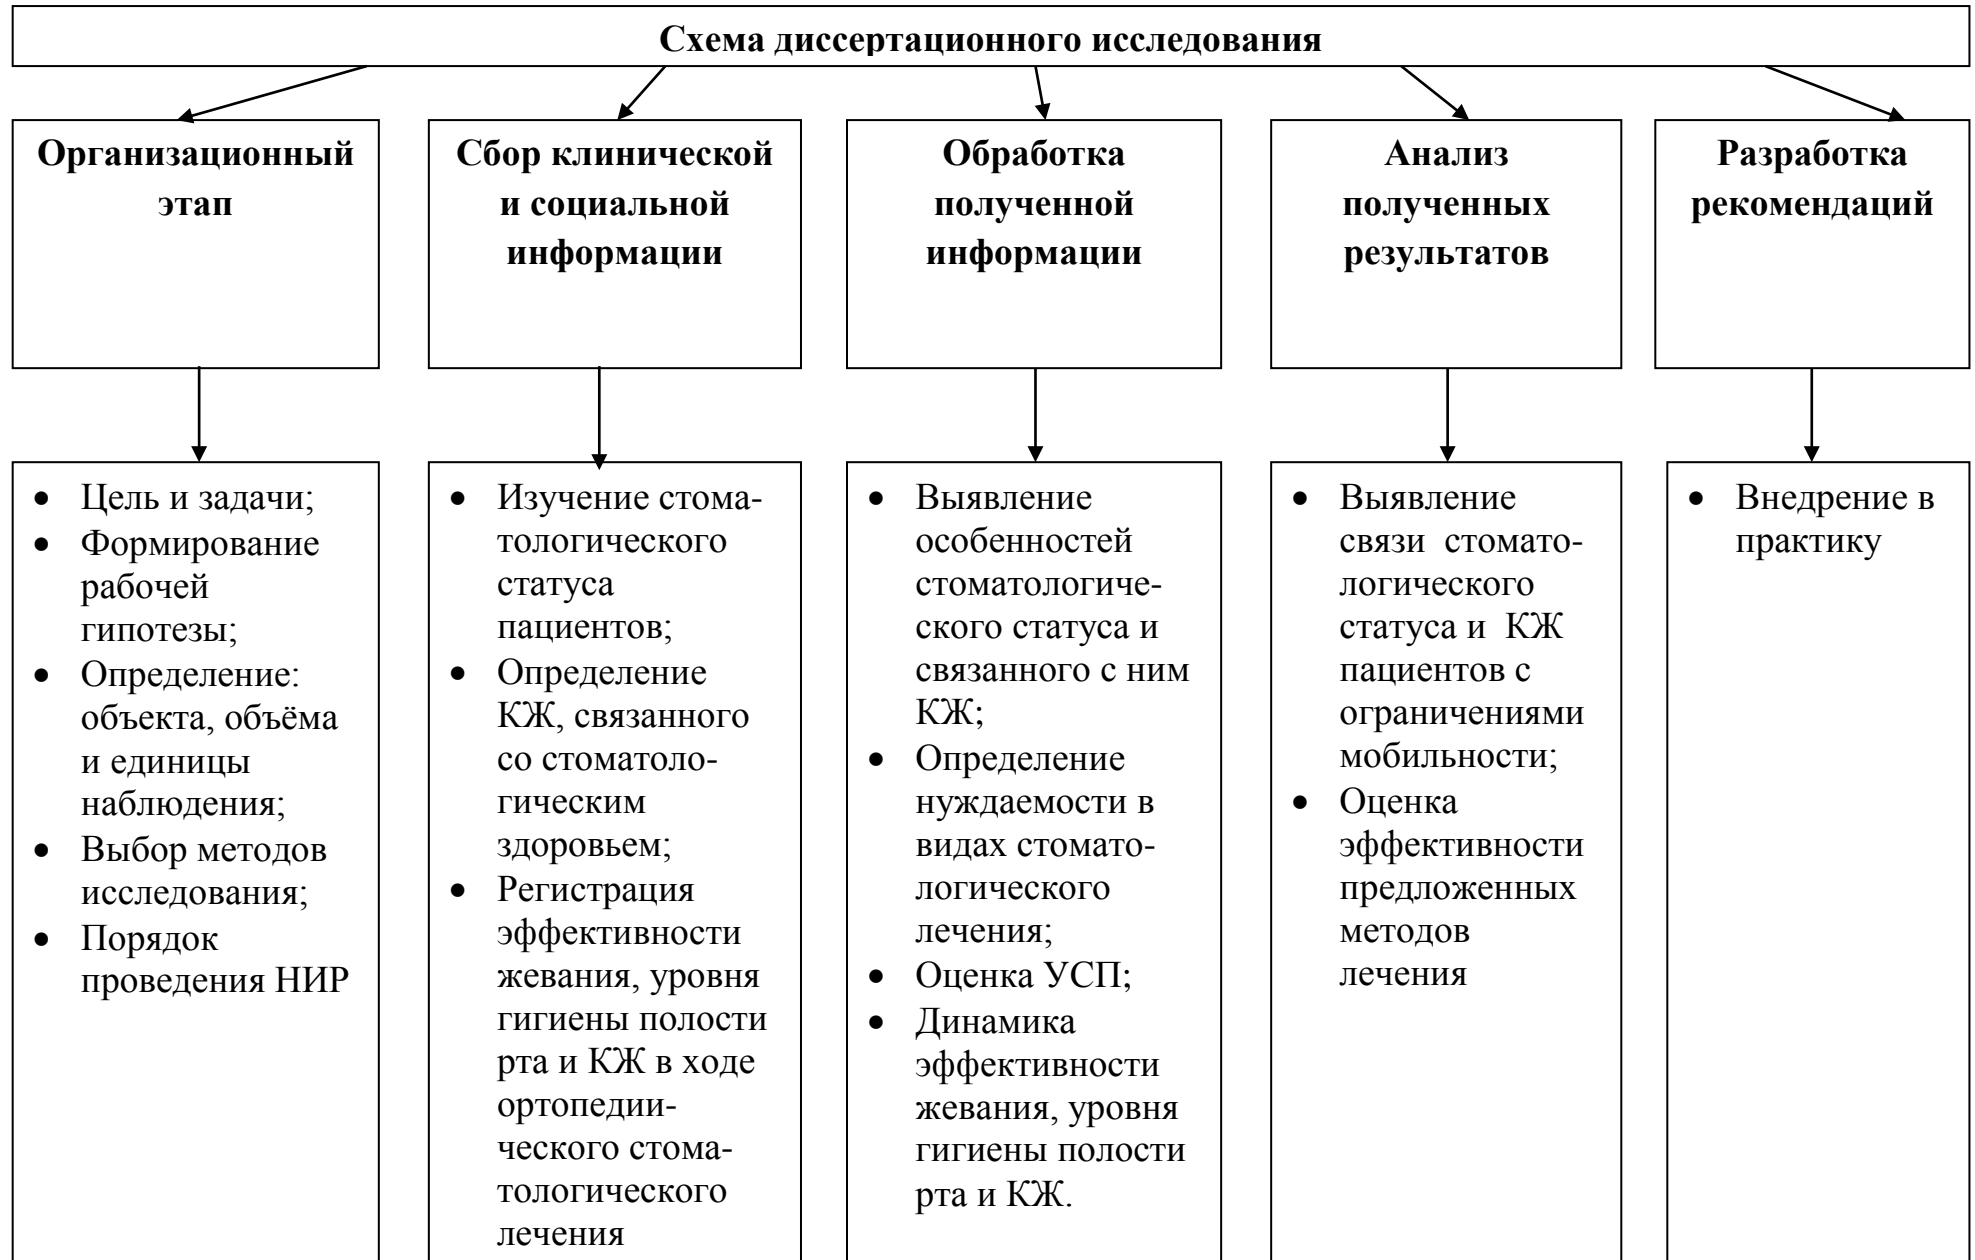 Схема диссертационного исследования
Организационный
этап
Сбор клинической
и социальной
информации
Обработка
полученной
информации
Анализ
полученных
результатов
Разработка
рекомендаций
• Цель и задачи;
• Формирование
рабочей
гипотезы;
• Определение:
объекта, объёма
и единицы
наблюдения;
• Выбор методов
исследования;
• Порядок
проведения НИР
• Изучение стома-
тологического
статуса
пациентов;
• Определение
КЖ, связанного
со стоматоло-
гическим
здоровьем;
• Регистрация
эффективности
жевания, уровня
гигиены полости
рта и КЖ в ходе
ортопедии-
ческого стома-
тологического
лечения
• Выявление
особенностей
стоматологиче-
ского статуса и
связанного с ним
КЖ;
• Определение
нуждаемости в
видах стомато-
логического
лечения;
• Оценка УСП;
• Динамика
эффективности
жевания, уровня
гигиены полости
рта и КЖ.
• Выявление
связи стомато-
логического
статуса и КЖ
пациентов с
ограничениями
мобильности;
• Оценка
эффективности
предложенных
методов
лечения
• Внедрение в
практику